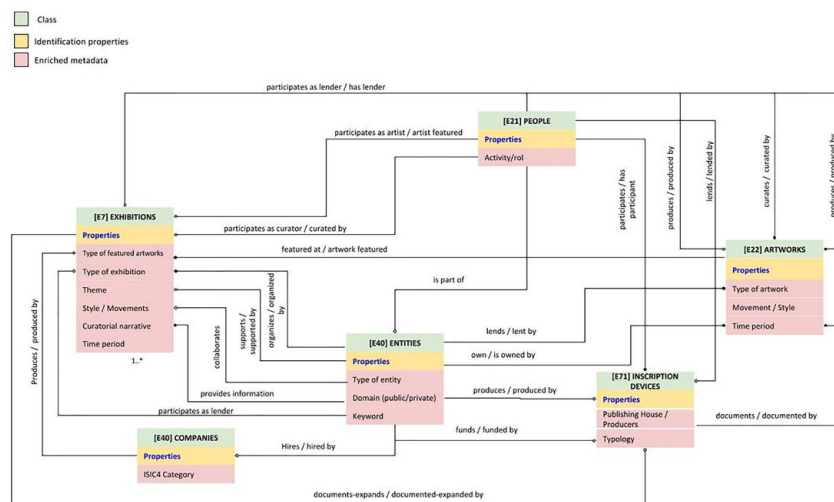 Class
Identification properties
Enriched metadata
participates as lender / has lender
[E21] PEOPLE
Properties
Activity/rol
participates as artist / artist featured
participates as curator / curated by
participates / has
participant
produces / produced by
lends / lended by
curates / curated by
produces / produced by
[E7] EXHIBITIONS
Properties
Type of featured artworks
Type of exhibition
Theme
Style / Movements
Curatorial narrative
Time period
1..*
featured at / artwork featured
[E22] ARTWORKS
Properties
Type of artwork
Movement / Style
Time period
is part of
Produces / produced by
collaborates
supports /
supported by
organizes / organized
by
lends / lent by
own / is owned by
[E40] ENTITIES
Properties
Type of entity
Domain (public/private)
Keyword
provides information
participates as lender
produces / produced by
funds / funded by
[E71] INSCRIPTION
DEVICES
Properties
Publishing House /
Producers
Typology
documents / documented by
[E40] COMPANIES
Properties
ISIC4 Category
Hires / hired by
documents-expands / documented-expanded by